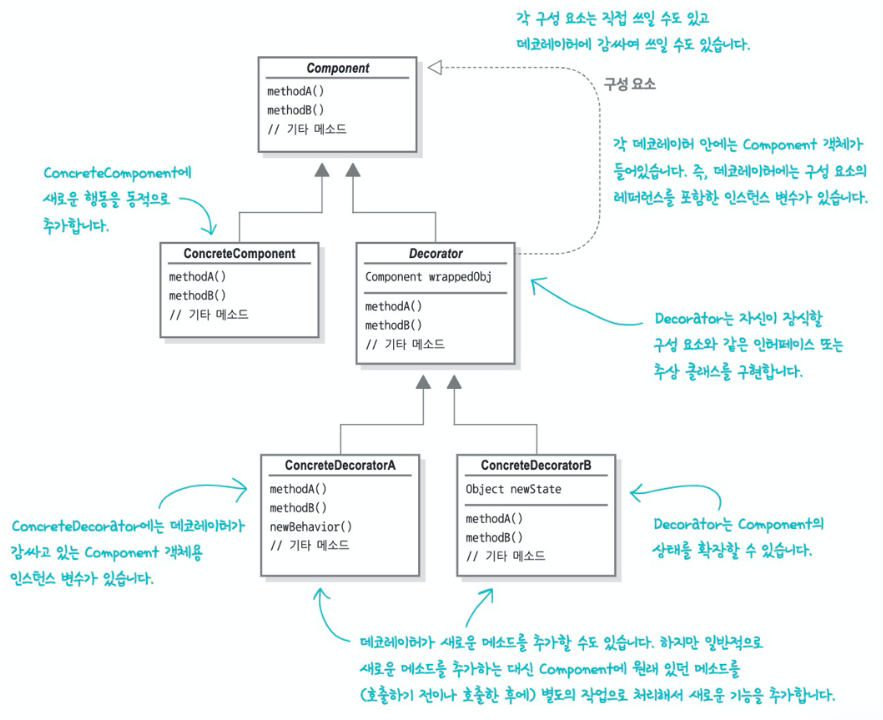 각 구성 요소는 직접 쓰일 수도 있고
데코레이터에 감싸여 쓰일 수도 있습니다.
Component
methodA()
methodB()
// 기타 메소드
구성 요소
각 데코레이터 안에는 Component 객체가
들어있습니다. 즉, 데코레이터에는 구성 요소의
레퍼런스를 포함한 인스턴스 변수가 있습니다.
ConcreteComponent에
새로운 행동을 동적으로
추가합니다.
ConcreteComponent
methodA()
methodB()
// 기타 메소드
Decorator
Component wrappedObj
methodA()
methodB()
// 기타 메소드
Decorator는 자신이 장식할
구성 요소와 같은 인터페이스 또는
추상 클래스를 구현합니다.
ConcreteDecoratorA
methodA()
methodB()
newBehavior()
// 기타 메소드
ConcreteDecoratorB
Object newState
methodA()
methodB()
// 기타 메소드
ConcreteDecorator에는 데코레이터가
감싸고 있는 Component 객체용
인스턴스 변수가 있습니다.
Decorator는 Component의
상태를 확장할 수 있습니다.
데코레이터가 새로운 메소드를 추가할 수도 있습니다. 하지만 일반적으로
새로운 메소드를 추가하는 대신 Component에 원래 있던 메소드를
(호출하기 전이나 호출한 후에) 별도의 작업으로 처리해서 새로운 기능을 추가합니다.